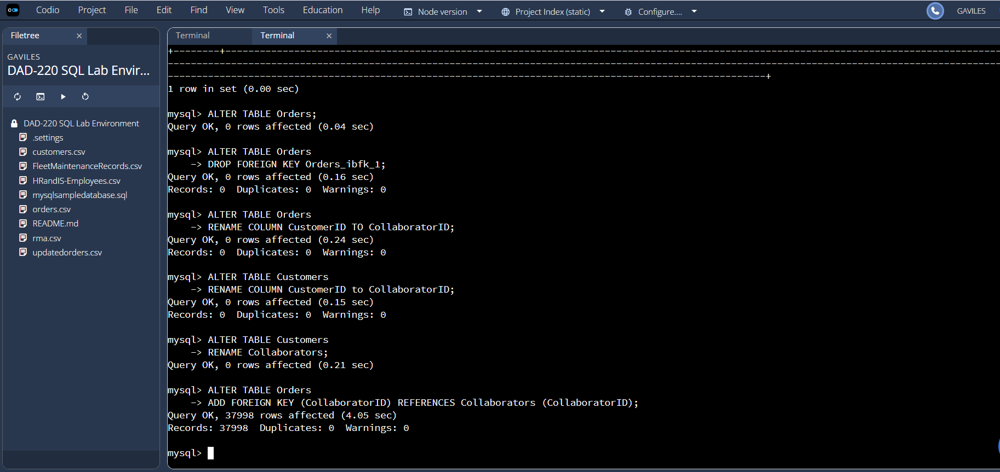 Codio Project File Edit Find View Tools Education Help Node version Project Index (static) Configure.... GAVILES
Filetree ×
GAVILES
DAD-220 SQL Lab Envir...
DAD-220 SQL Lab Environment
.settings
customers.csv
FleetMaintenanceRecords.csv
HRandIS-Employees.csv
mysqlsampledatabase.sql
orders.csv
README.md
rma.csv
updatedorders.csv
Terminal Terminal ×
1 row in set (0.00 sec)
mysql> ALTER TABLE Orders;
Query OK, 0 rows affected (0.04 sec)
mysql> ALTER TABLE Orders
-> DROP FOREIGN KEY Orders_ibfk_1;
Query OK, 0 rows affected (0.16 sec)
Records: 0 Duplicates: 0 Warnings: 0
mysql> ALTER TABLE Orders
-> RENAME COLUMN CustomerID TO CollaboratorID;
Query OK, 0 rows affected (0.24 sec)
Records: 0 Duplicates: 0 Warnings: 0
mysql> ALTER TABLE Customers
-> RENAME COLUMN CustomerID to CollaboratorID;
Query OK, 0 rows affected (0.15 sec)
Records: 0 Duplicates: 0 Warnings: 0
mysql> ALTER TABLE Customers
-> RENAME Collaborators;
Query OK, 0 rows affected (0.21 sec)
mysql> ALTER TABLE Orders
-> ADD FOREIGN KEY (CollaboratorID) REFERENCES Collaborators (CollaboratorID);
Query OK, 37998 rows affected (4.05 sec)
Records: 37998 Duplicates: 0 Warnings: 0
mysql>